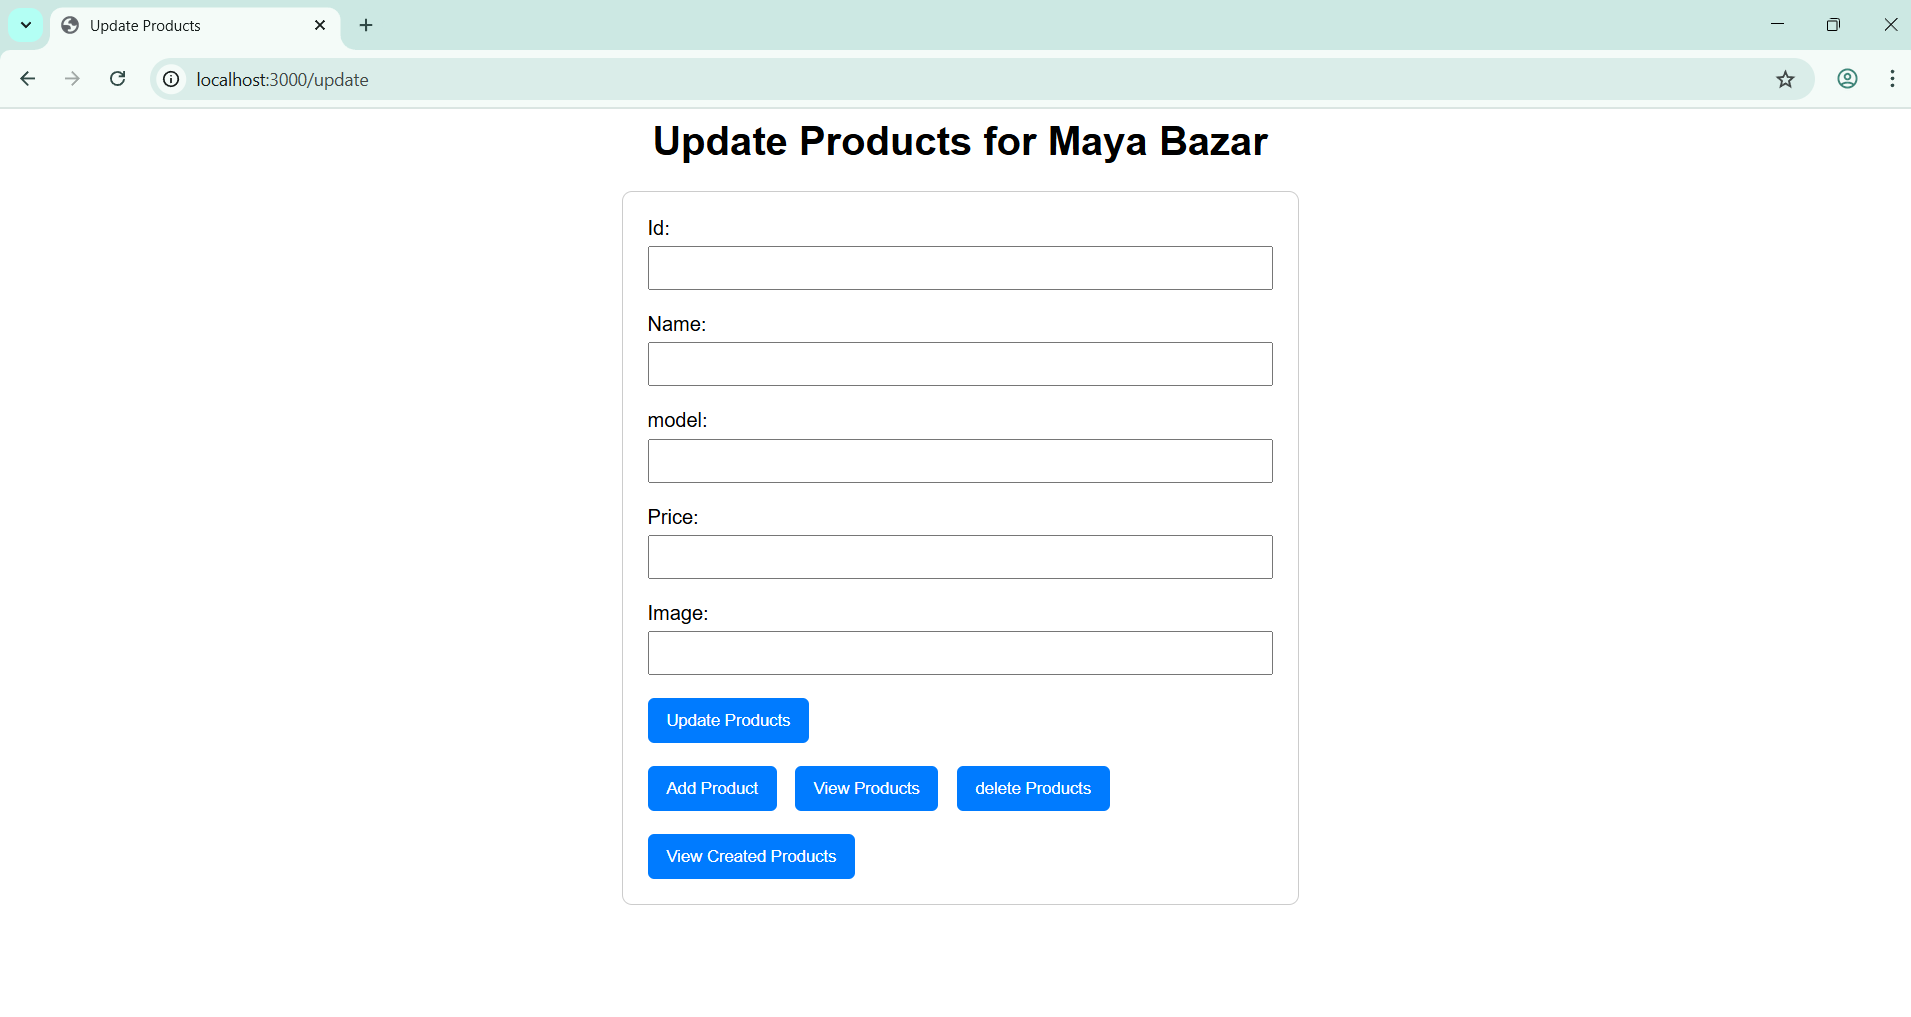 Update Products
localhost:3000/update
Update Products for Maya Bazar
Id:
Name:
model:
Price:
Image:
Update Products
Add Product View Products delete Products
View Created Products